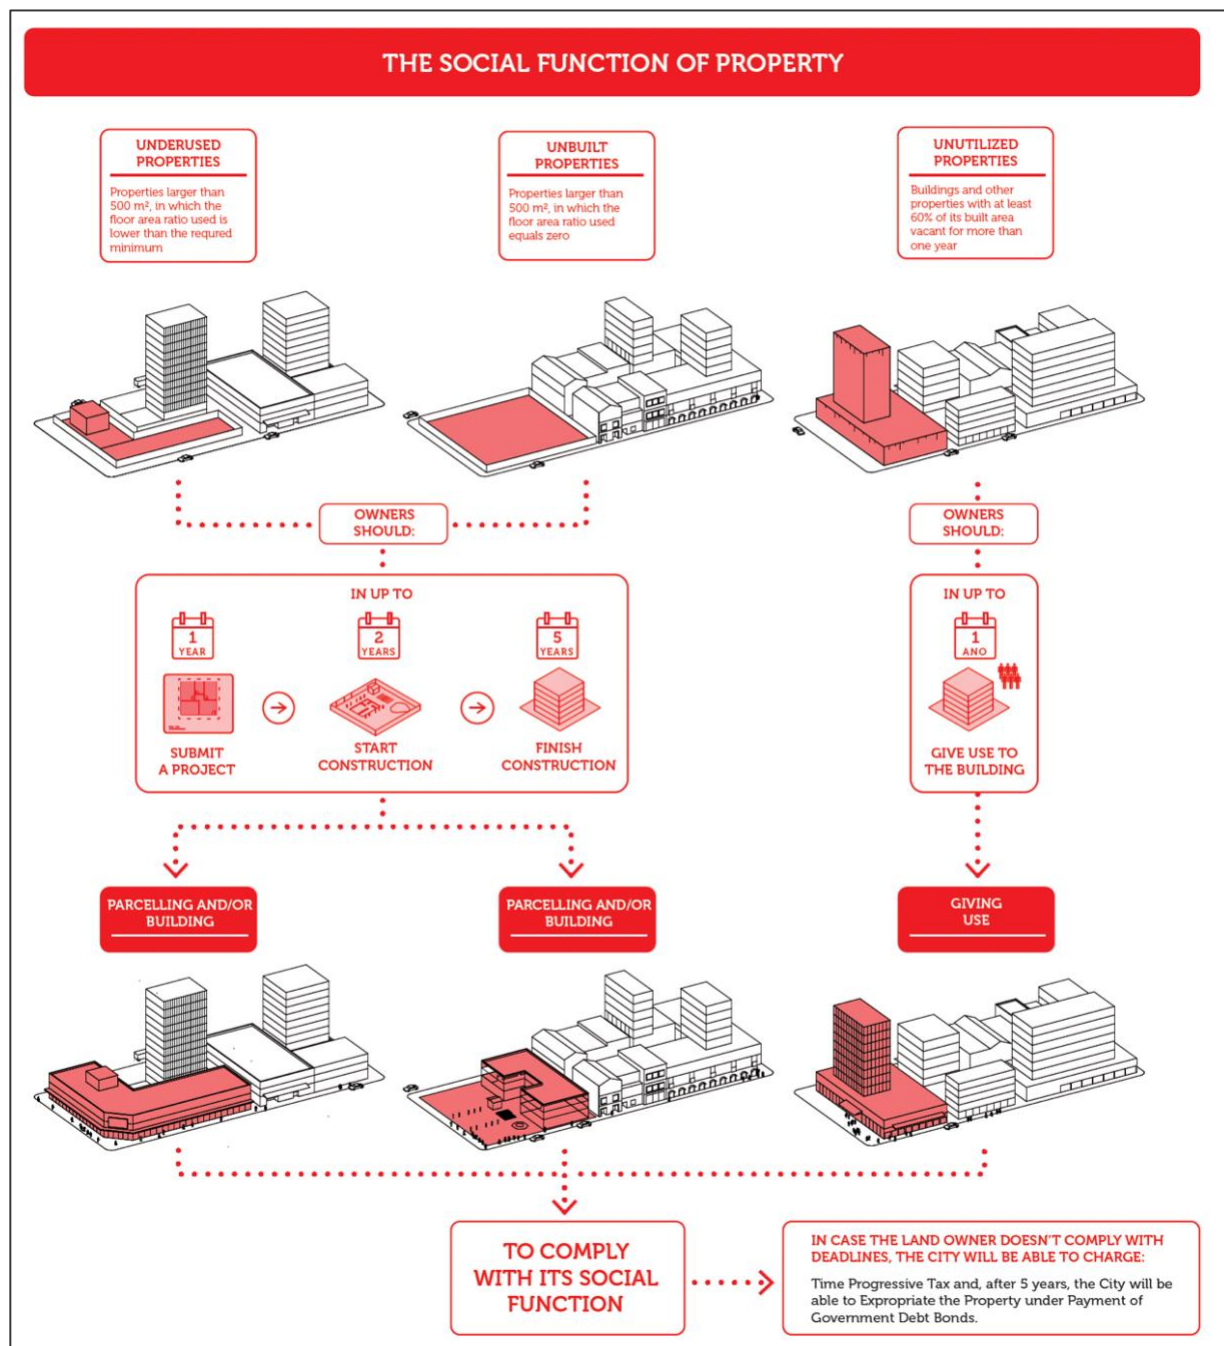 THE SOCIAL FUNCTION OF PROPERTY
UNDERUSED
PROPERTIES
Properties larger than
500 m², in which the
floor area ratio used is
lower than the requred
minimum
UNBUILT
PROPERTIES
Properties larger than
500 m², in which the
floor area ratio used
equals zero
UNUTILIZED
PROPERTIES
Buildings and other
properties with at least
60% of its built area
vacant for more than
one year
OWNERS
SHOULD:
OWNERS
SHOULD:
IN UP TO
1
YEAR
2
YEARS
5
YEARS
SUBMIT
A PROJECT
START
CONSTRUCTION
FINISH
CONSTRUCTION
IN UP TO
1
ANO
GIVE USE TO
THE BUILDING
PARCELLING AND/OR
BUILDING
PARCELLING AND/OR
BUILDING
GIVING
USE
TO COMPLY
WITH ITS SOCIAL
FUNCTION
IN CASE THE LAND OWNER DOESN'T COMPLY WITH
DEADLINES, THE CITY WILL BE ABLE TO CHARGE:
Time Progressive Tax and, after 5 years, the City will be
able to Expropriate the Property under Payment of
Government Debt Bonds.